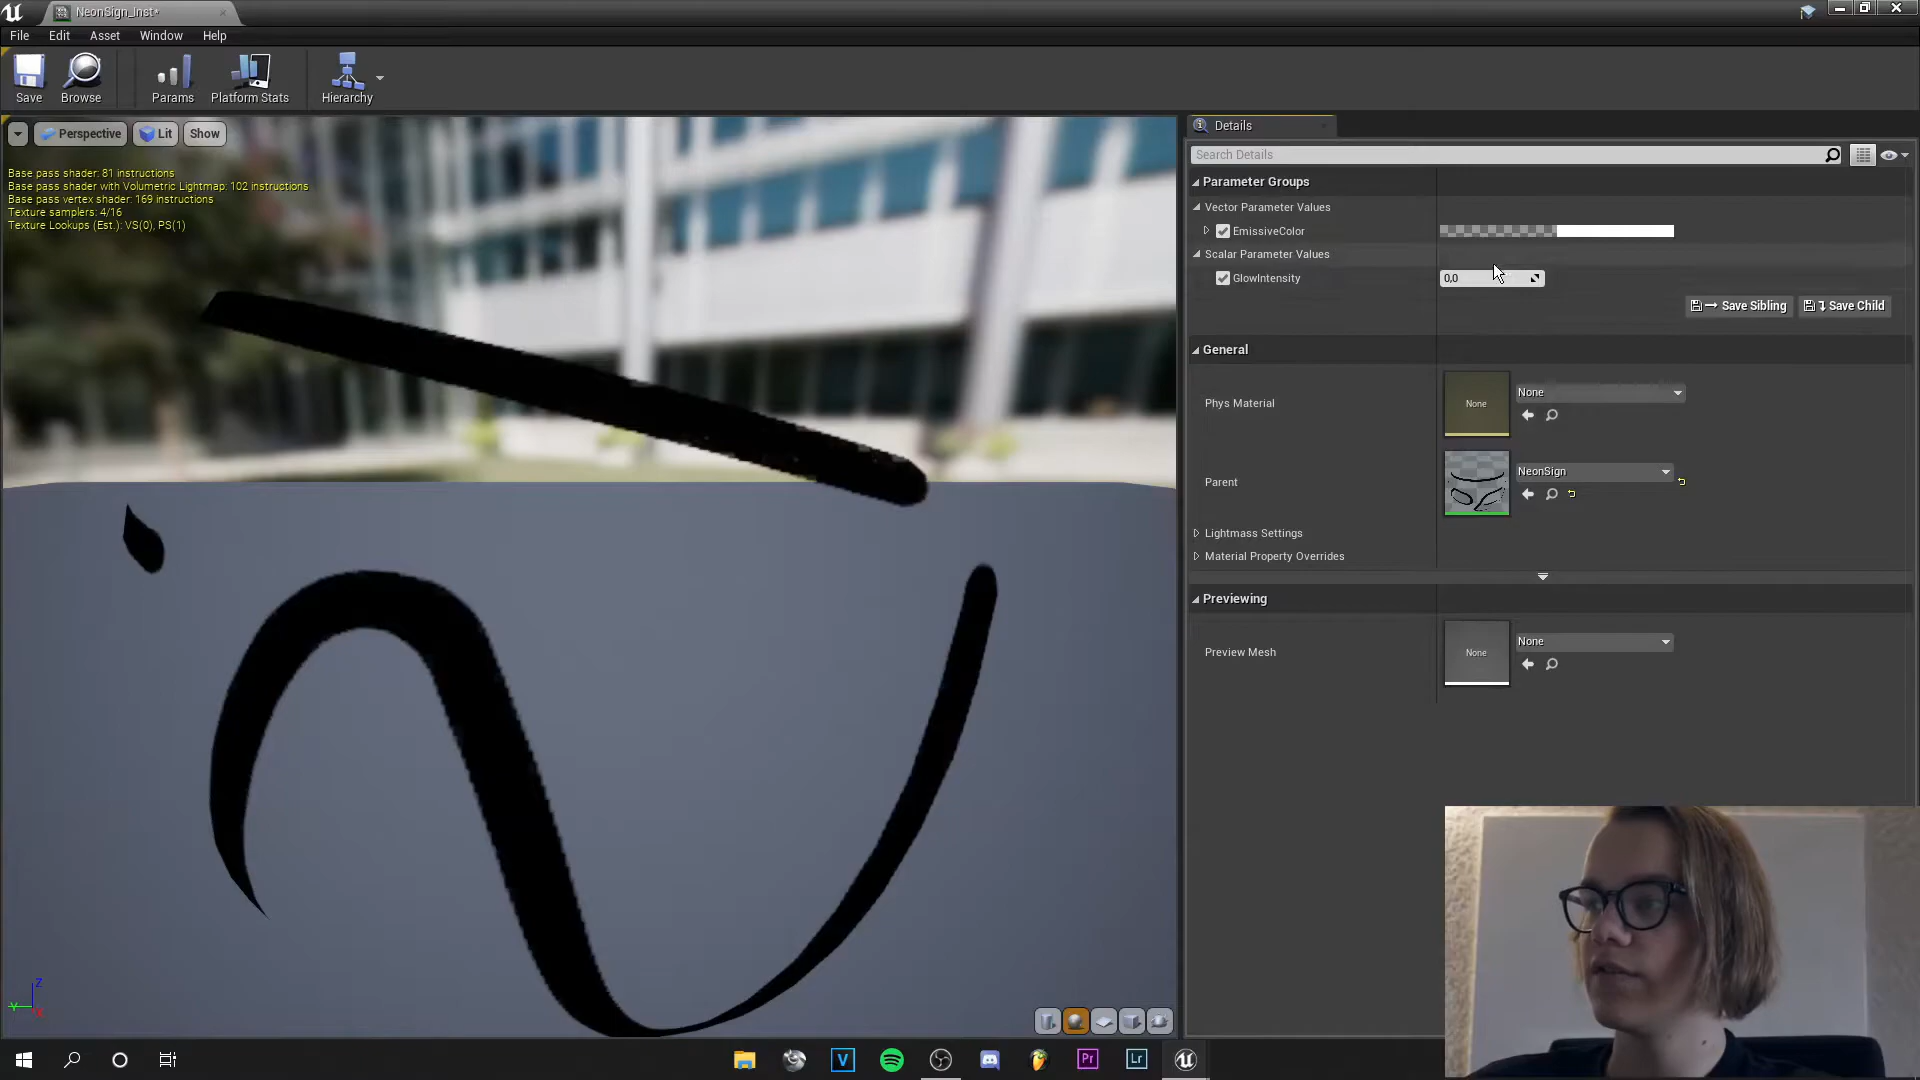 NeonSign_Inst*
File Edit Asset Window Help
Save Browse Params Platform Stats Hierarchy
Perspective Lit Show
Details
Search Details
Base pass shader: 81 instructions
Base pass shader with Volumetric Lightmap: 102 instructions
Base pass vertex shader: 169 instructions
Texture samplers: 4/16
Texture Lookups (Est.): VS(0), PS(1)
Parameter Groups
Vector Parameter Values
EmissiveColor
Scalar Parameter Values
GlowIntensity 0,0
Save Sibling Save Child
General
Phys Material None None
Parent NeonSign
Lightmass Settings
Material Property Overrides
Previewing
Preview Mesh None None
Z
Y
X
V
Pr
Lr